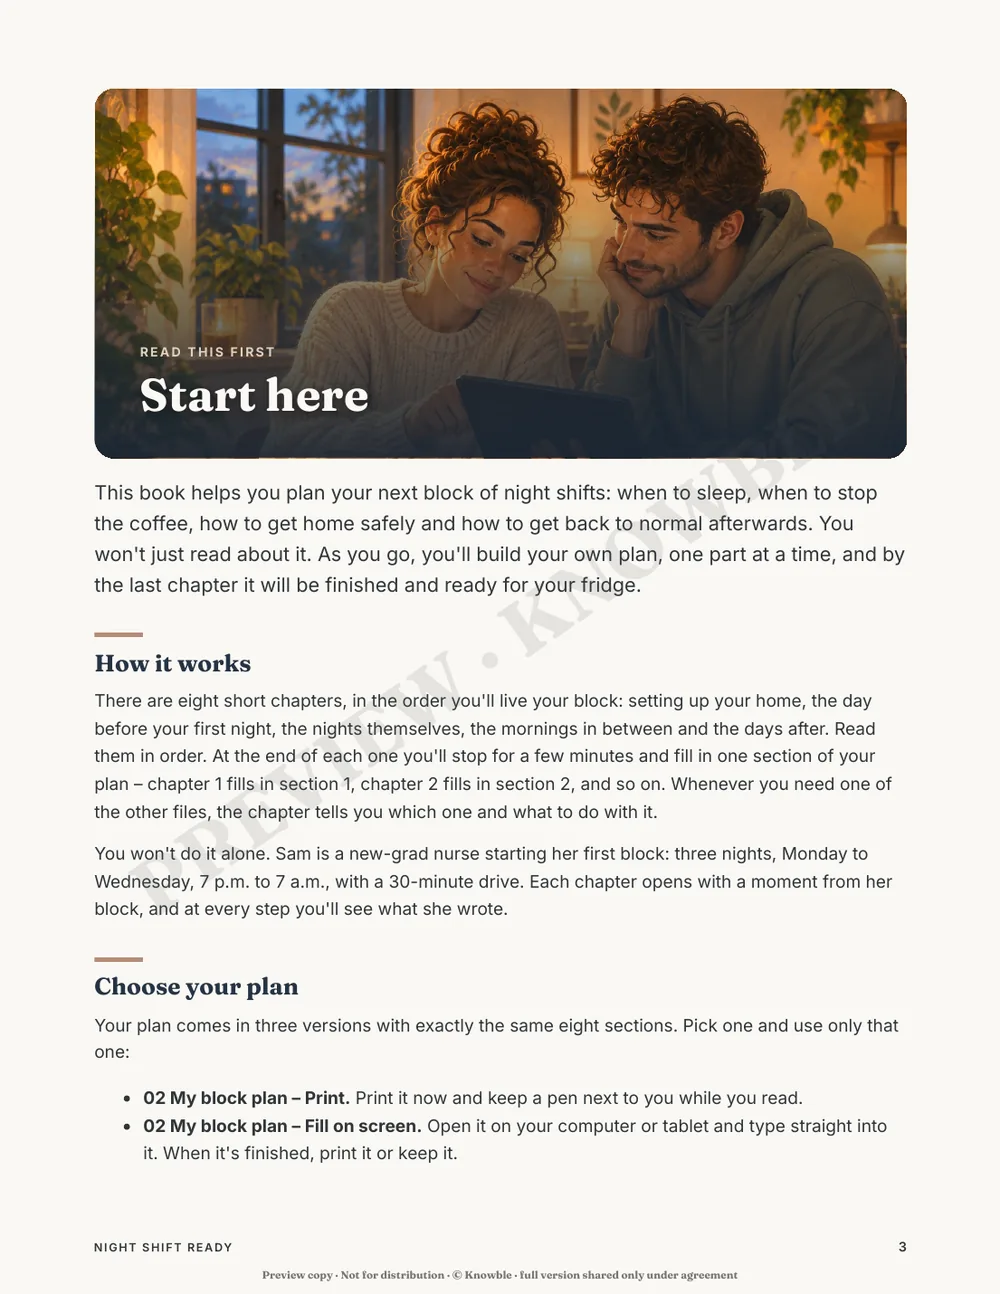 READ THIS FIRST
Start here
This book helps you plan your next block of night shifts: when to sleep, when to stop
the coffee, how to get home safely and how to get back to normal afterwards. You
won't just read about it. As you go, you'll build your own plan, one part at a time, and by
the last chapter it will be finished and ready for your fridge.
How it works
There are eight short chapters, in the order you'll live your block: setting up your home, the day
before your first night, the nights themselves, the mornings in between and the days after. Read
them in order. At the end of each one you'll stop for a few minutes and fill in one section of your
plan – chapter 1 fills in section 1, chapter 2 fills in section 2, and so on. Whenever you need one of
the other files, the chapter tells you which one and what to do with it.
You won't do it alone. Sam is a new-grad nurse starting her first block: three nights, Monday to
Wednesday, 7 p.m. to 7 a.m., with a 30-minute drive. Each chapter opens with a moment from her
block, and at every step you'll see what she wrote.
Choose your plan
Your plan comes in three versions with exactly the same eight sections. Pick one and use only that
one:
• 02 My block plan – Print. Print it now and keep a pen next to you while you read.
• 02 My block plan – Fill on screen. Open it on your computer or tablet and type straight into
it. When it's finished, print it or keep it.
PREVIEW · KNOWBLE
NIGHT SHIFT READY 3
Preview copy · Not for distribution · © Knowble · full version shared only under agreement